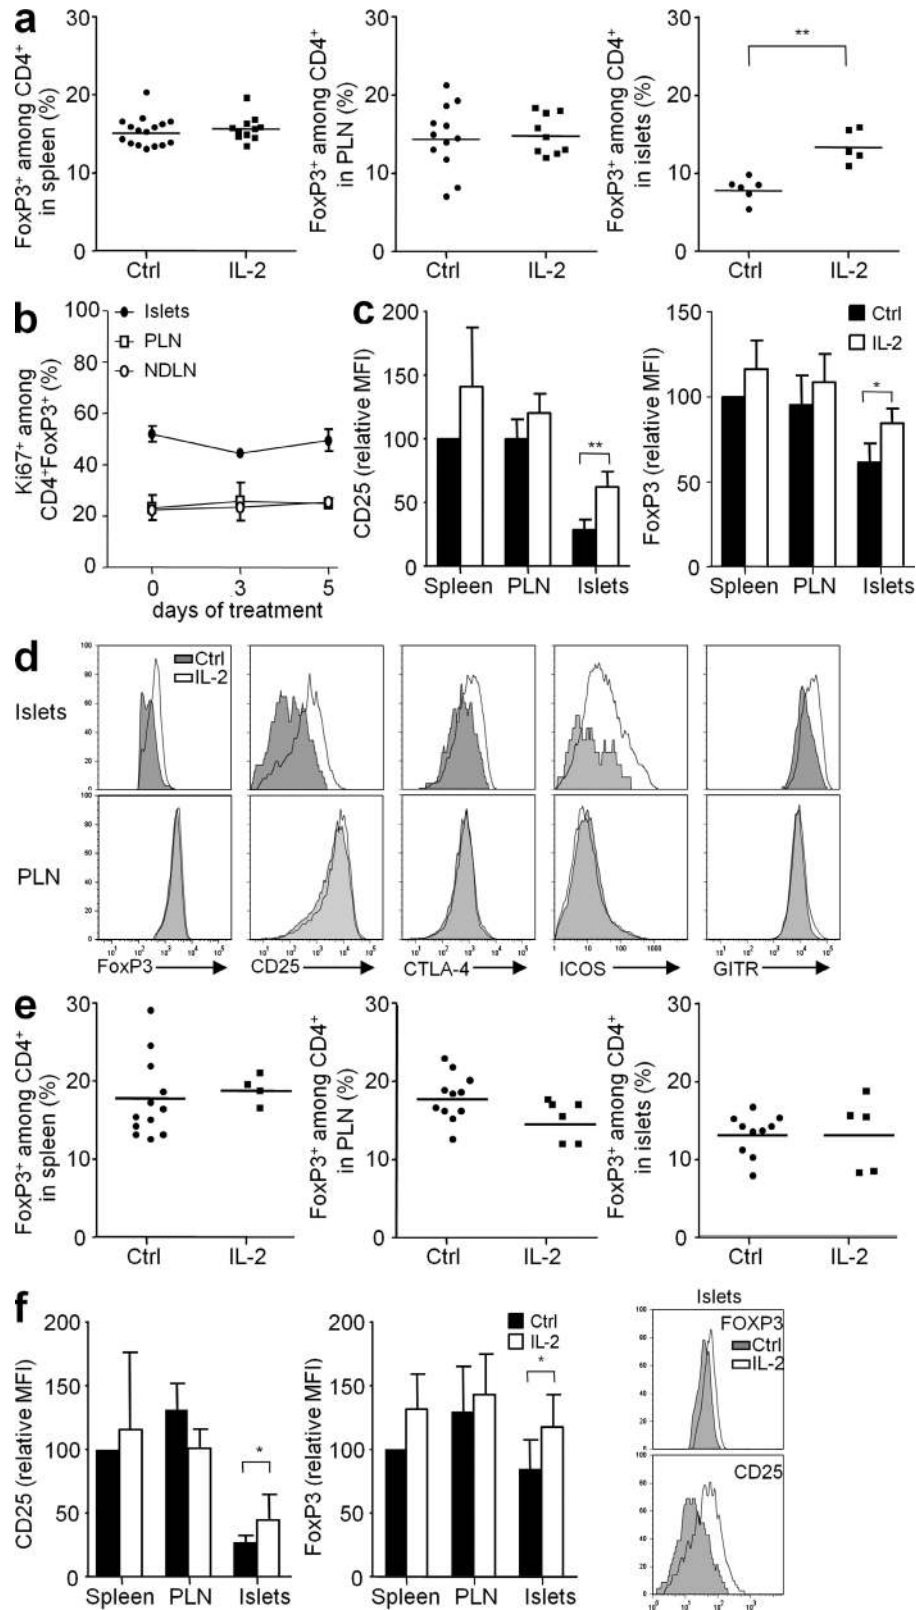 a
FoxP3⁺ among CD4⁺
in spleen (%)
30
20
10
0
Ctrl
IL-2
FoxP3⁺ among CD4⁺
in PLN (%)
30
20
10
0
Ctrl
IL-2
FoxP3⁺ among CD4⁺
in islets (%)
30
20
10
0
**
Ctrl
IL-2
b
Ki67⁺ among
CD4⁺FoxP3⁺ (%)
100
80
60
40
20
0
Islets
PLN
NDLN
0
3
5
days of treatment
c
CD25 (relative MFI)
200
150
100
50
0
**
Spleen
PLN
Islets
FoxP3 (relative MFI)
150
100
50
0
Ctrl
IL-2
*
Spleen
PLN
Islets
d
Islets
Ctrl
IL-2
PLN
FoxP3
CD25
CTLA-4
ICOS
GITR
e
FoxP3⁺ among CD4⁺
in spleen (%)
30
20
10
0
Ctrl
IL-2
FoxP3⁺ among CD4⁺
in PLN (%)
30
20
10
0
Ctrl
IL-2
FoxP3⁺ among CD4⁺
in islets (%)
30
20
10
0
Ctrl
IL-2
f
CD25 (relative MFI)
200
150
100
50
0
*
Spleen
PLN
Islets
FoxP3 (relative MFI)
200
150
100
50
0
Ctrl
IL-2
*
Spleen
PLN
Islets
Islets
FOXP3
Ctrl
IL-2
CD25